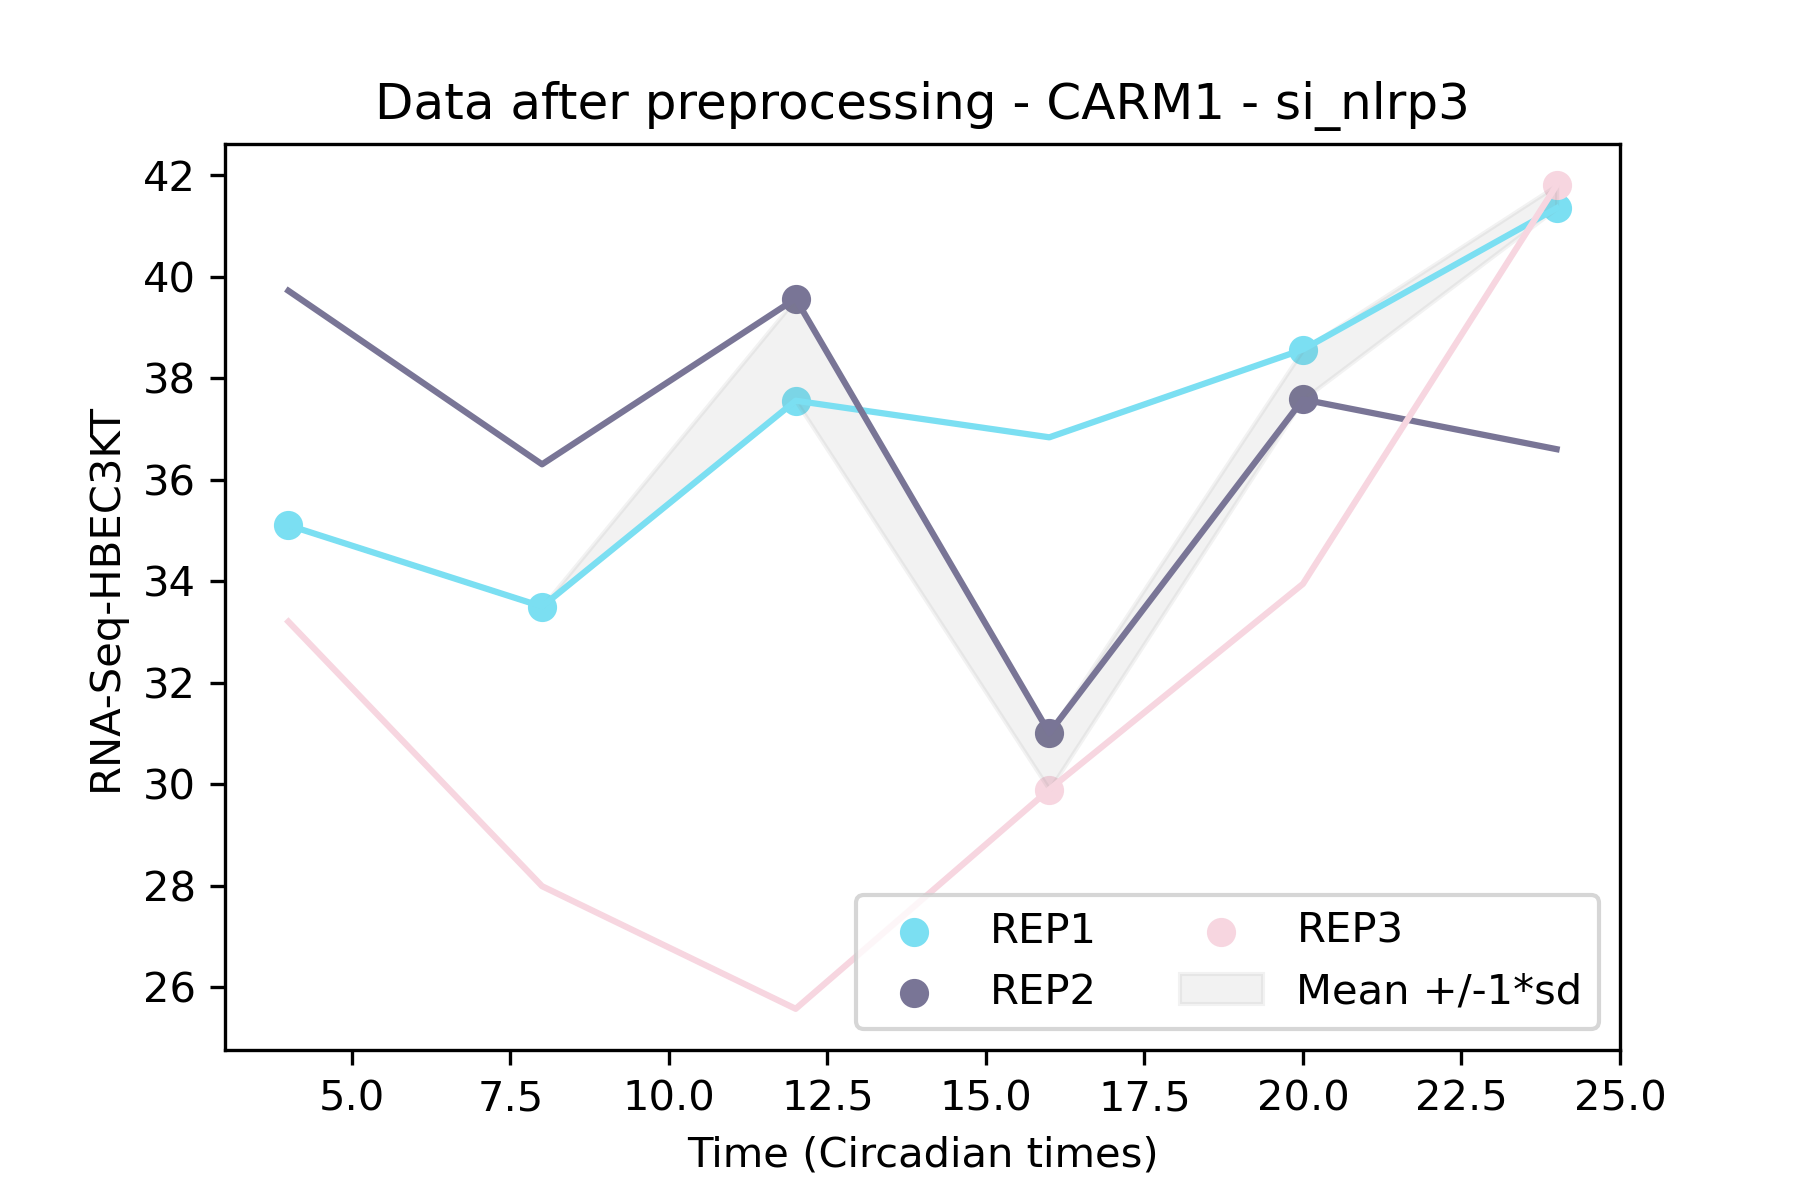 Data after preprocessing - CARM1 - si_nlrp3
RNA-Seq-HBEC3KT
42
40
38
36
34
32
30
28
26
REP1
REP2
REP3
Mean +/-1*sd
5.0
7.5
10.0
12.5
15.0
17.5
20.0
22.5
25.0
Time (Circadian times)